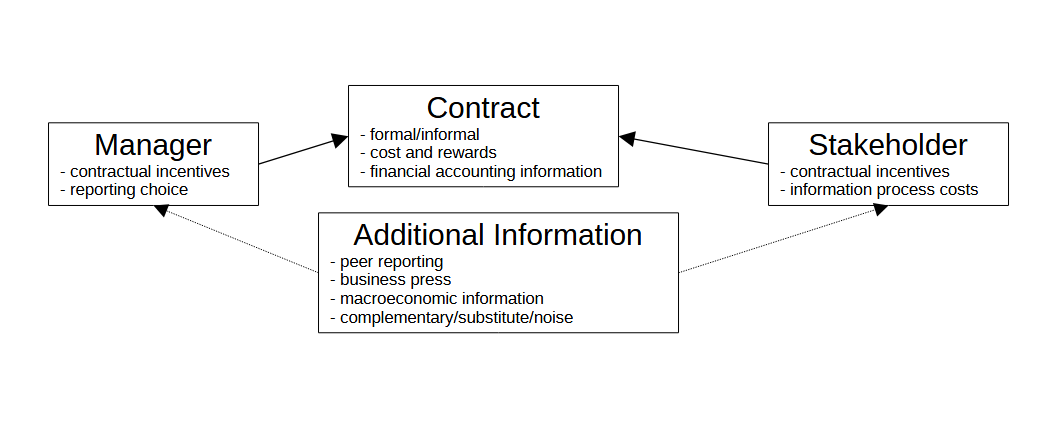 Contract
- formal/informal
- cost and rewards
- financial accounting information
Manager
- contractual incentives
- reporting choice
Stakeholder
- contractual incentives
- information process costs
Additional Information
- peer reporting
- business press
- macroeconomic information
- complementary/substitute/noise